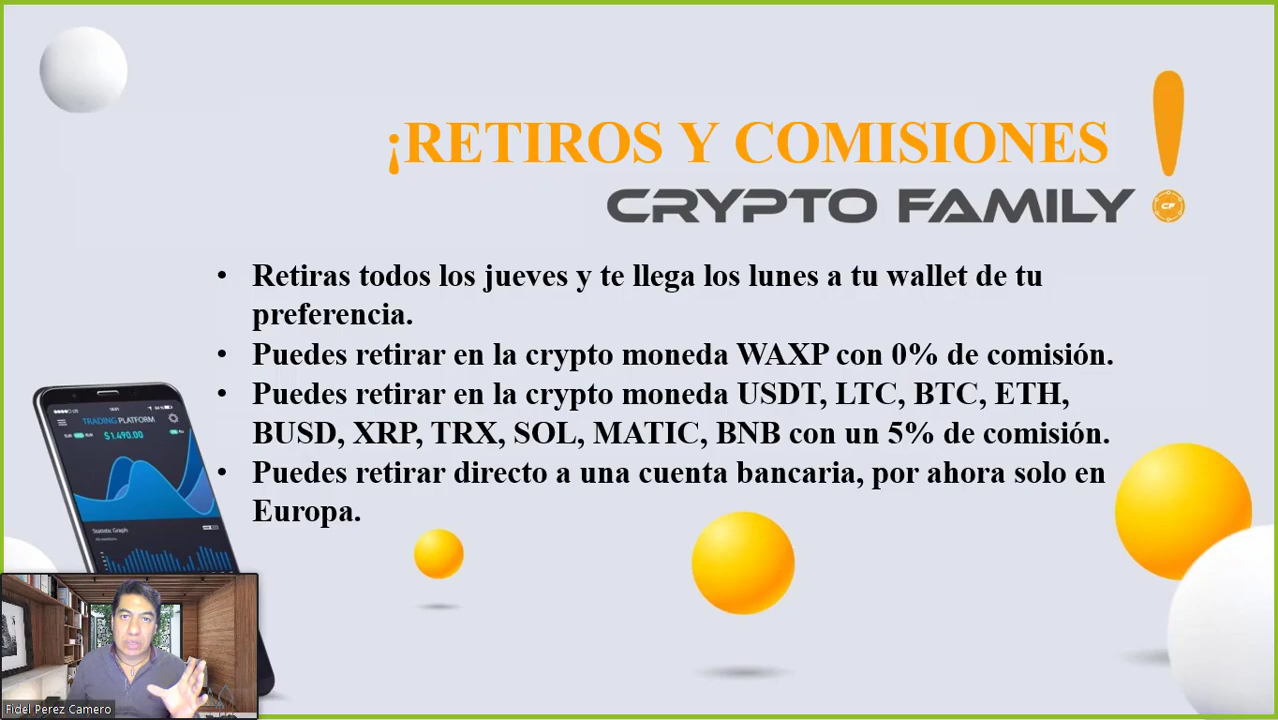 ¡RETIROS Y COMISIONES
CRYPTO FAMILY
CF
• Retiras todos los jueves y te llega los lunes a tu wallet de tu
preferencia.
• Puedes retirar en la crypto moneda WAXP con 0% de comisión.
• Puedes retirar en la crypto moneda USDT, LTC, BTC, ETH,
BUSD, XRP, TRX, SOL, MATIC, BNB con un 5% de comisión.
• Puedes retirar directo a una cuenta bancaria, por ahora solo en
Europa.
TRADING PLATFORM
$1,490.00
Statistic Graph
Fidel Perez Camero